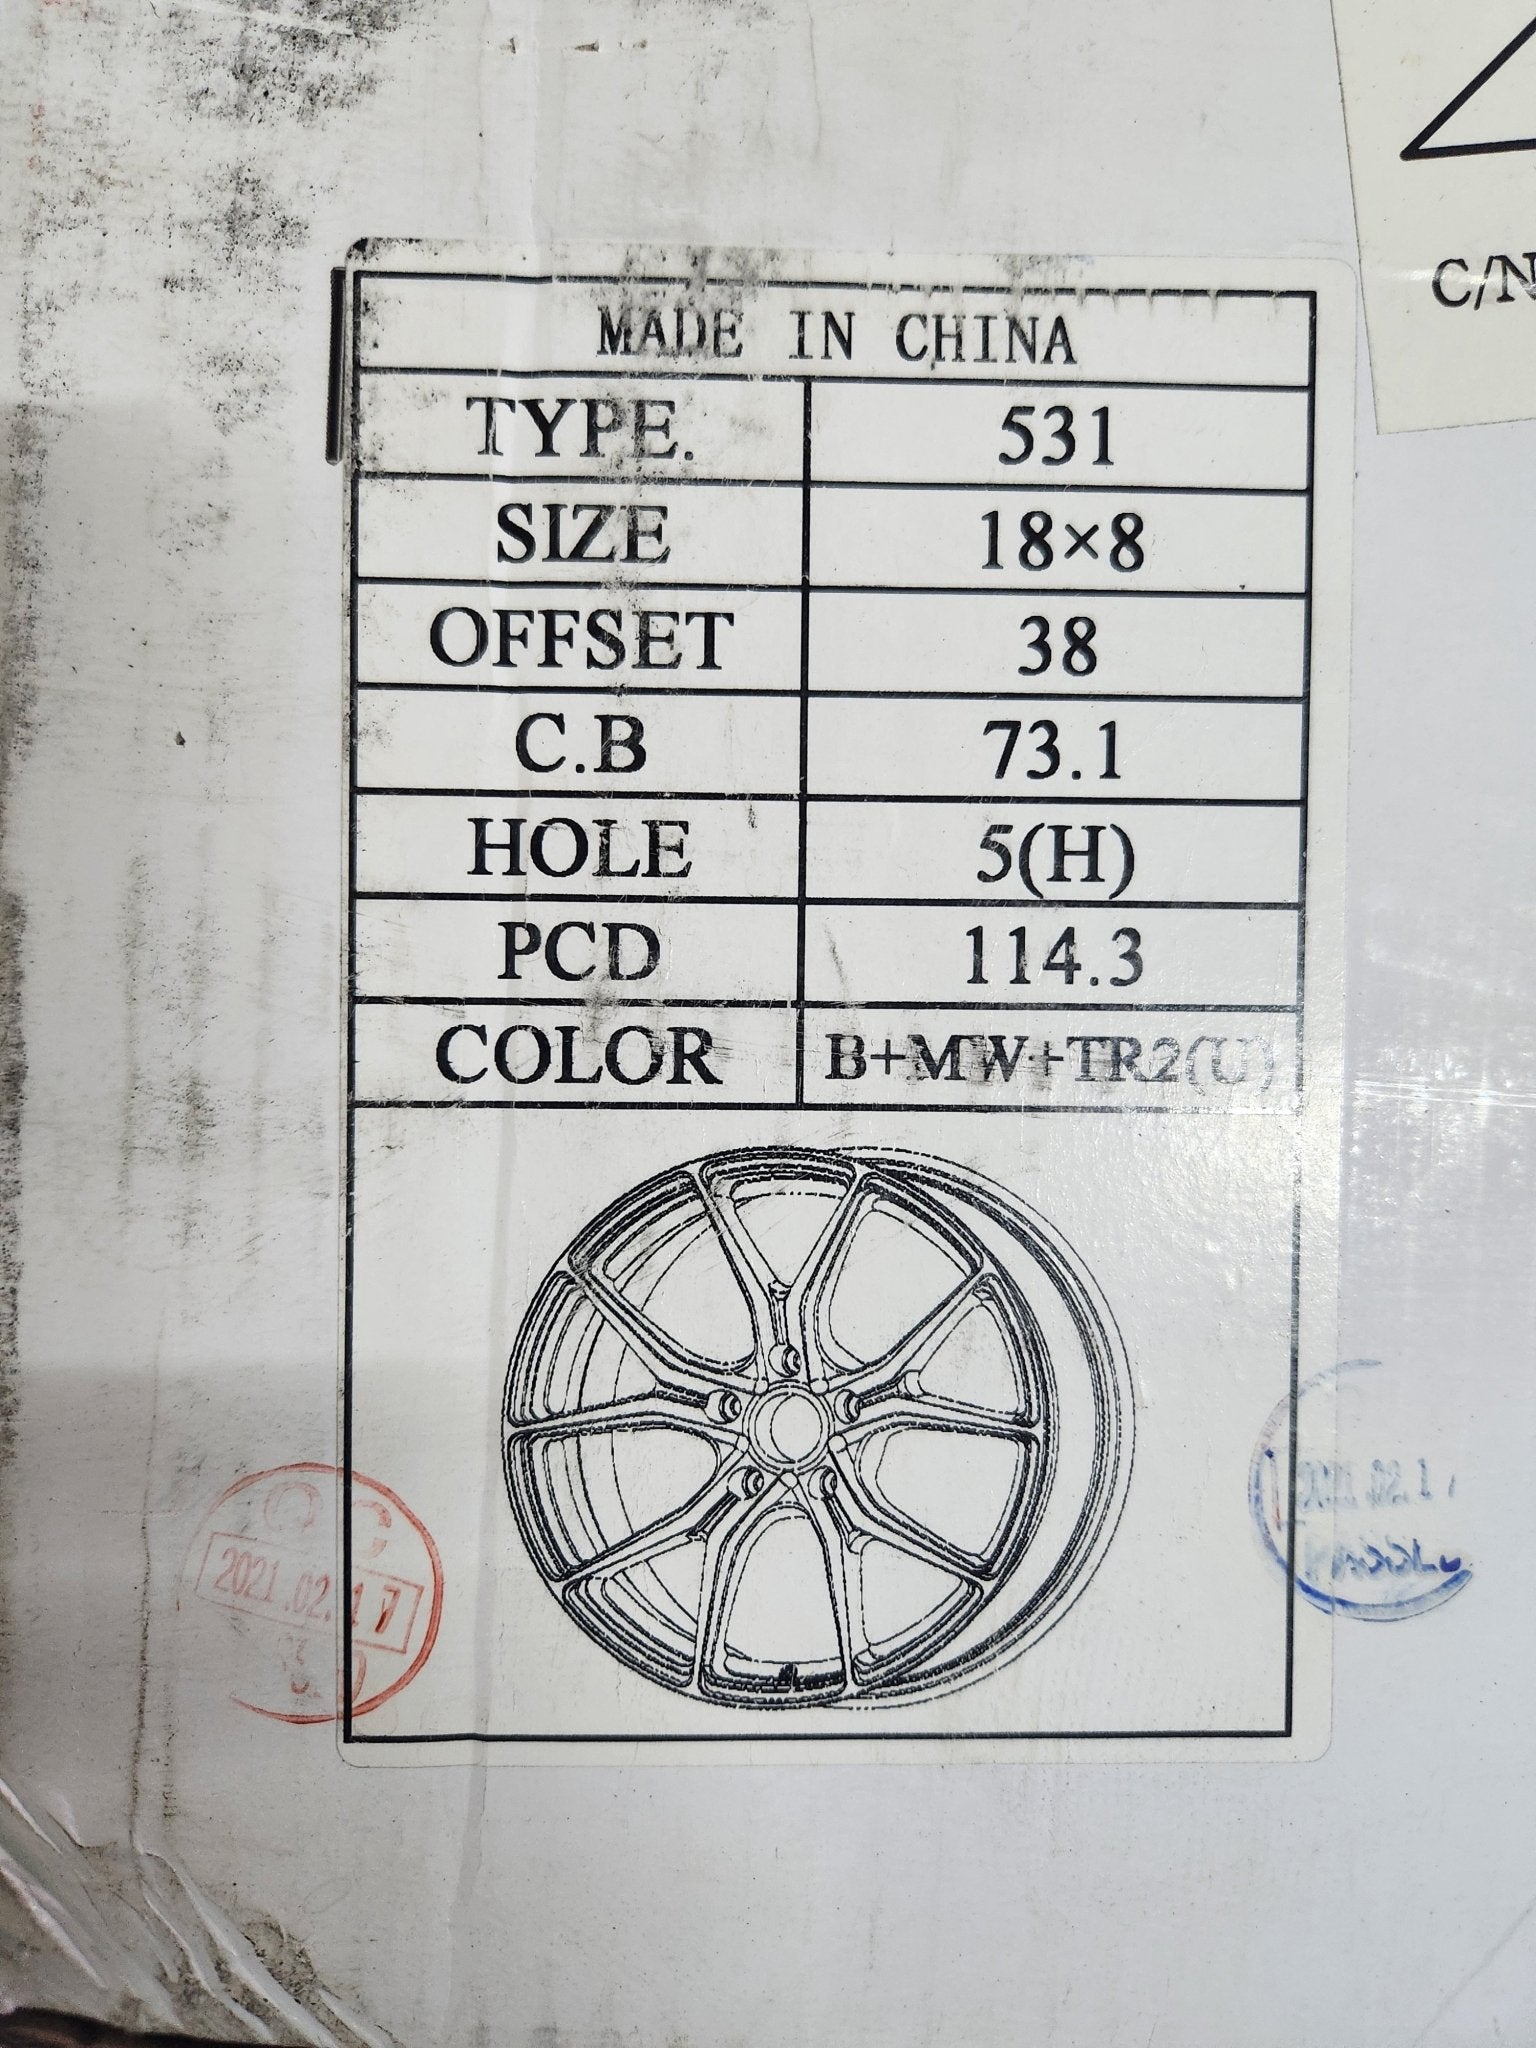 C/N
MADE IN CHINA
TYPE. 531
SIZE 18×8
OFFSET 38
C.B 73.1
HOLE 5(H)
PCD 114.3
COLOR B+MW+TR2(U)
QC
2021.02.17